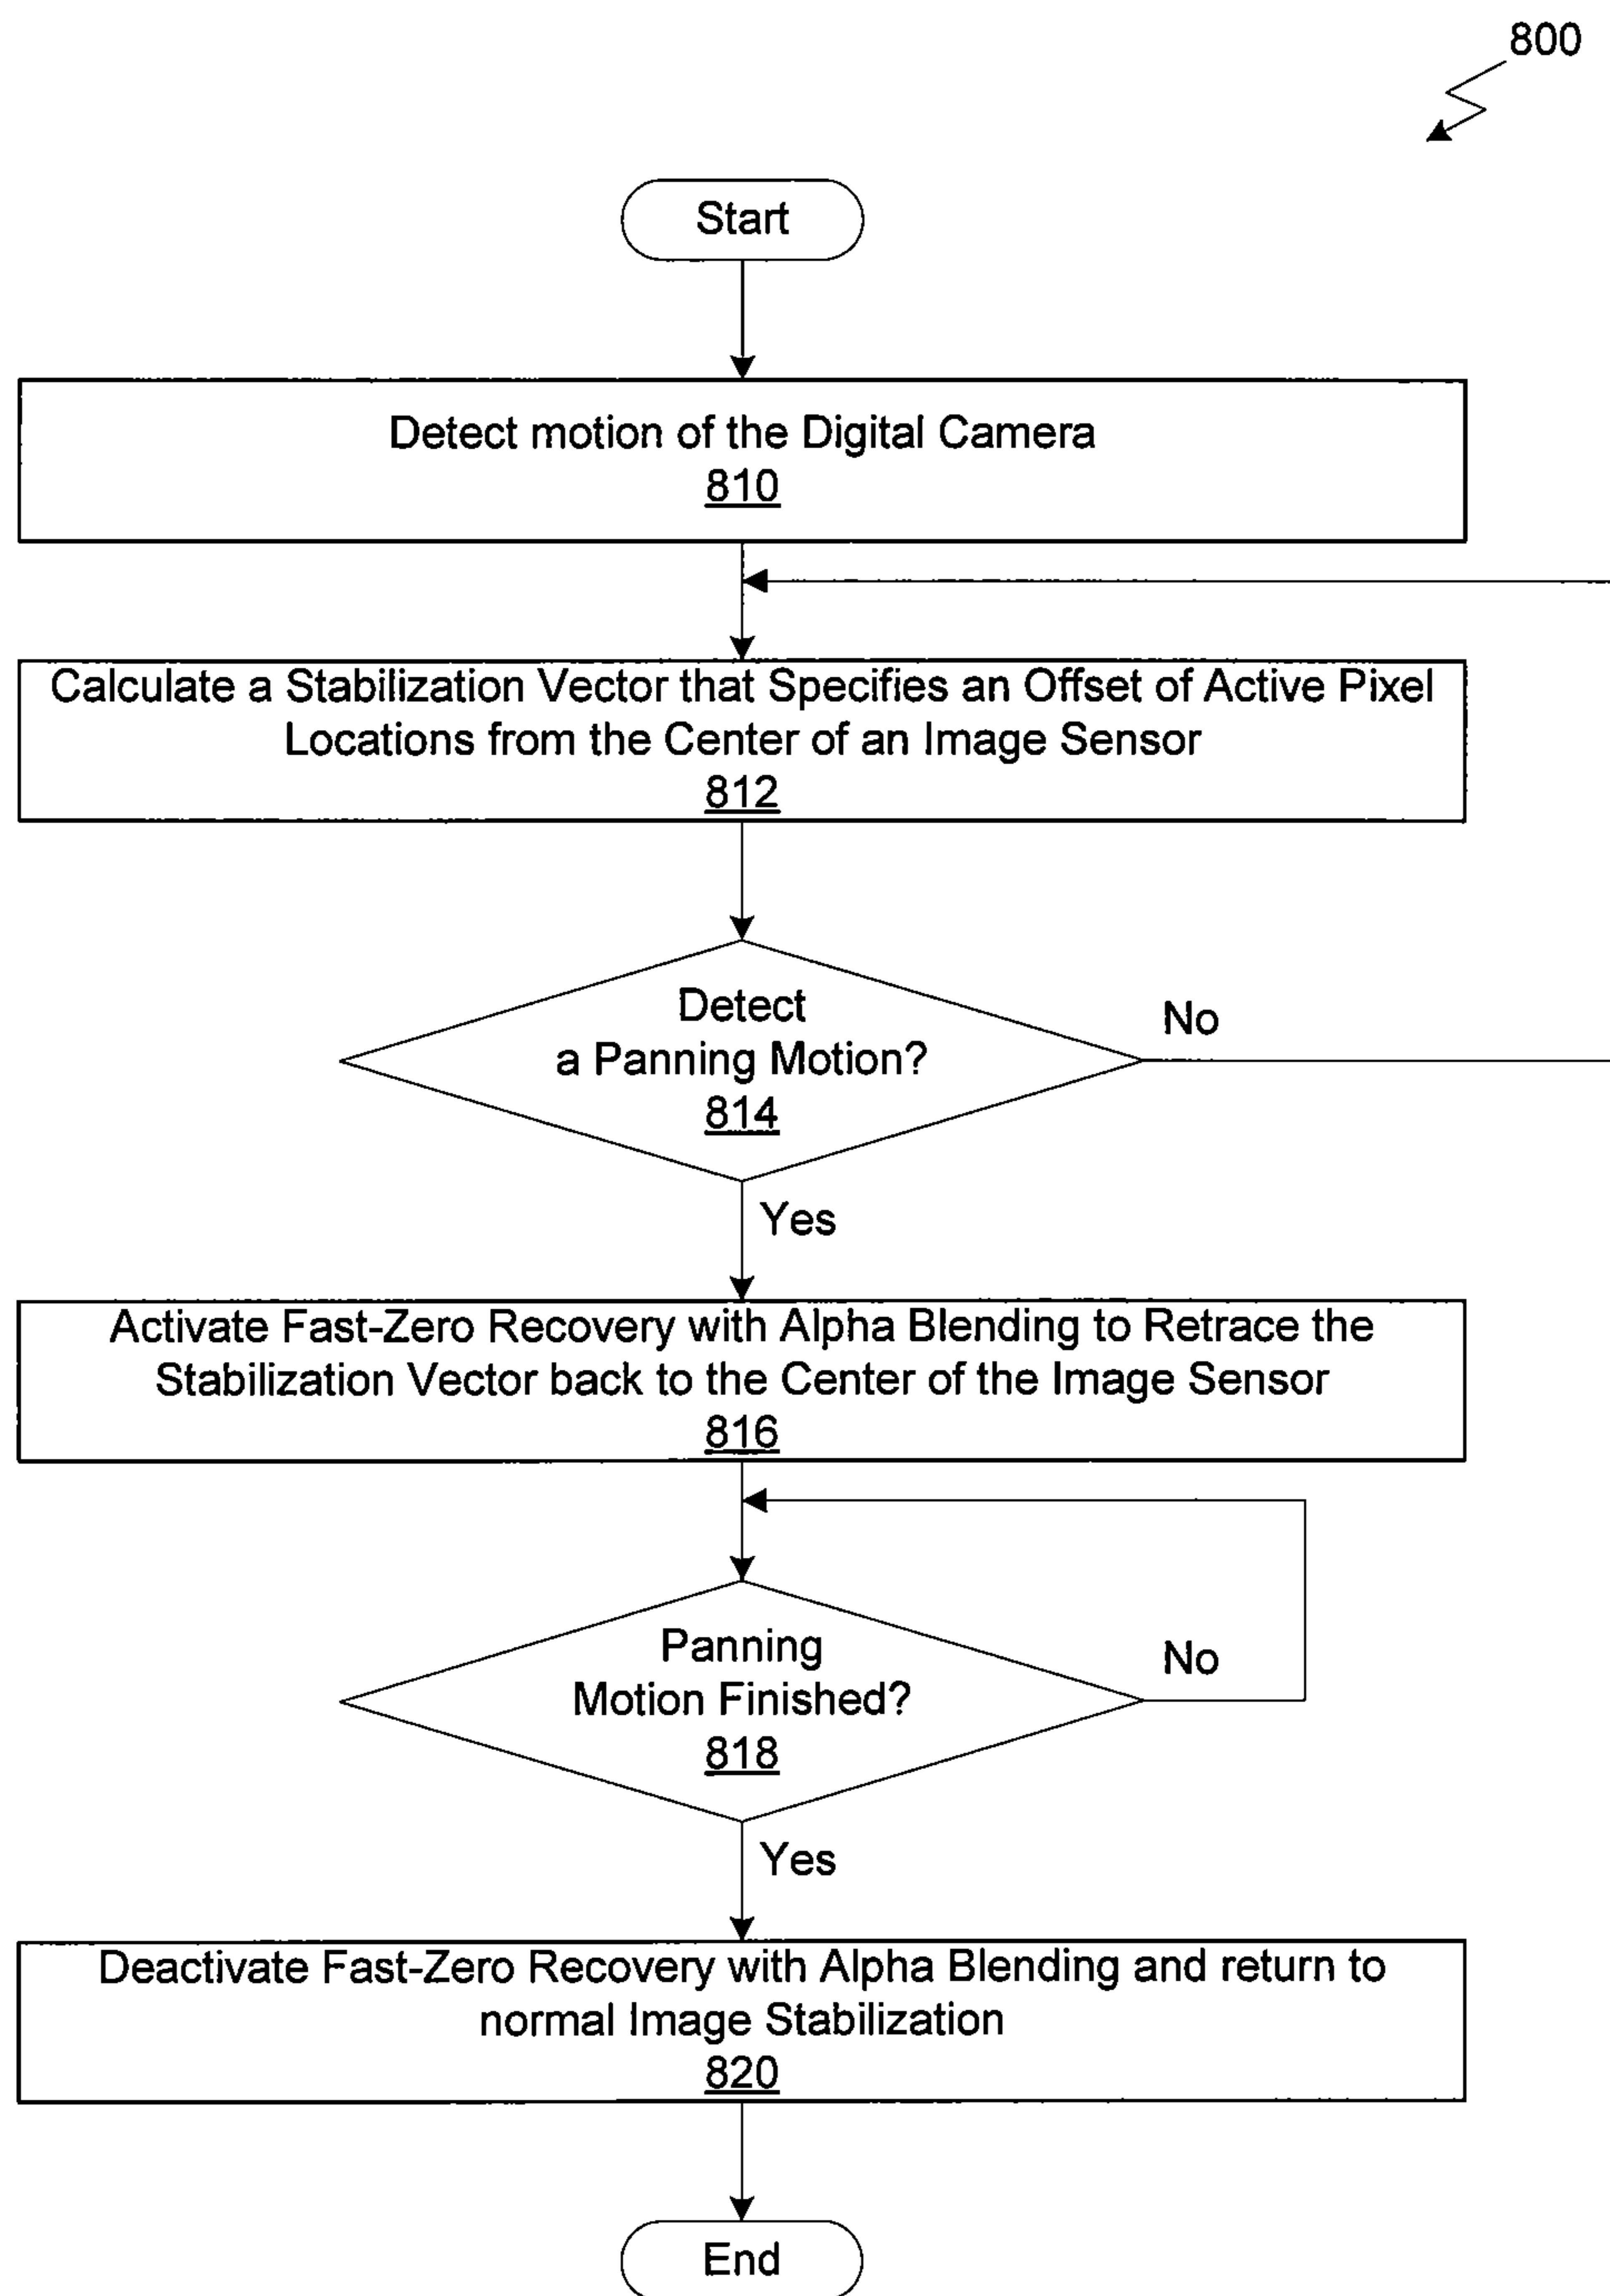 800
Start
Detect motion of the Digital Camera
810
Calculate a Stabilization Vector that Specifies an Offset of Active Pixel
Locations from the Center of an Image Sensor
812
Detect
a Panning Motion?
814
No
Yes
Activate Fast-Zero Recovery with Alpha Blending to Retrace the
Stabilization Vector back to the Center of the Image Sensor
816
Panning
Motion Finished?
818
No
Yes
Deactivate Fast-Zero Recovery with Alpha Blending and return to
normal Image Stabilization
820
End